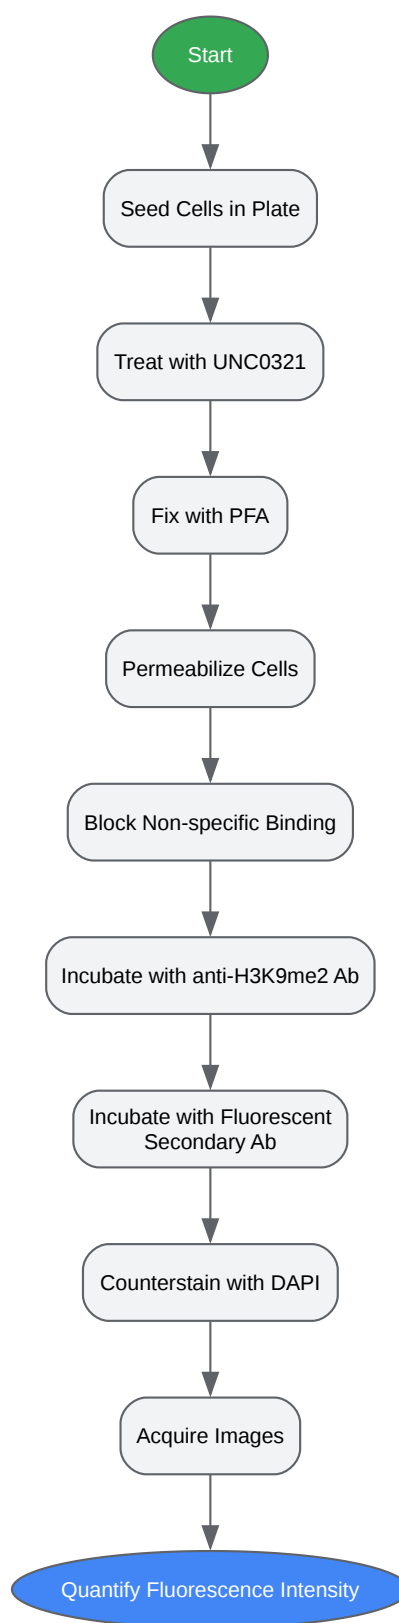 Start
Seed Cells in Plate
Treat with UNC0321
Fix with PFA
Permeabilize Cells
Block Non-specific Binding
Incubate with anti-H3K9me2 Ab
Incubate with Fluorescent
Secondary Ab
Counterstain with DAPI
Acquire Images
Quantify Fluorescence Intensity